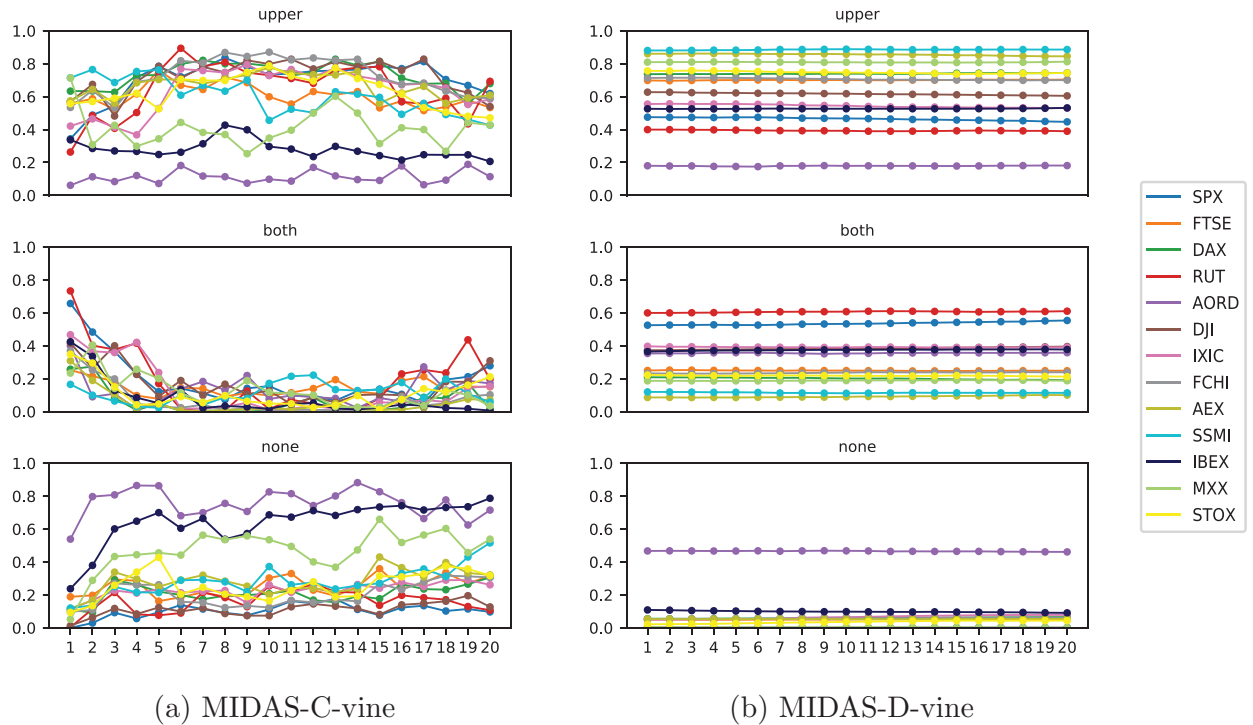 upper
1.0
0.8
0.6
0.4
0.2
0.0
both
1.0
0.8
0.6
0.4
0.2
0.0
none
1.0
0.8
0.6
0.4
0.2
0.0
1 2 3 4 5 6 7 8 9 10 11 12 13 14 15 16 17 18 19 20
(a) MIDAS-C-vine
upper
1.0
0.8
0.6
0.4
0.2
0.0
both
1.0
0.8
0.6
0.4
0.2
0.0
none
1.0
0.8
0.6
0.4
0.2
0.0
1 2 3 4 5 6 7 8 9 10 11 12 13 14 15 16 17 18 19 20
(b) MIDAS-D-vine
SPX
FTSE
DAX
RUT
AORD
DJI
IXIC
FCHI
AEX
SSMI
IBEX
MXX
STOX